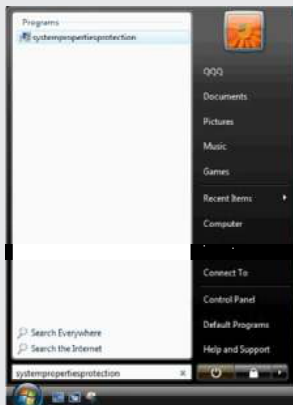 Programs
systempropertiesprotection
QQQ
Documents
Pictures
Music
Games
Recent Items
Computer
Connect To
Control Panel
Default Programs
Help and Support
Search Everywhere
Search the Internet
systempropertiesprotection